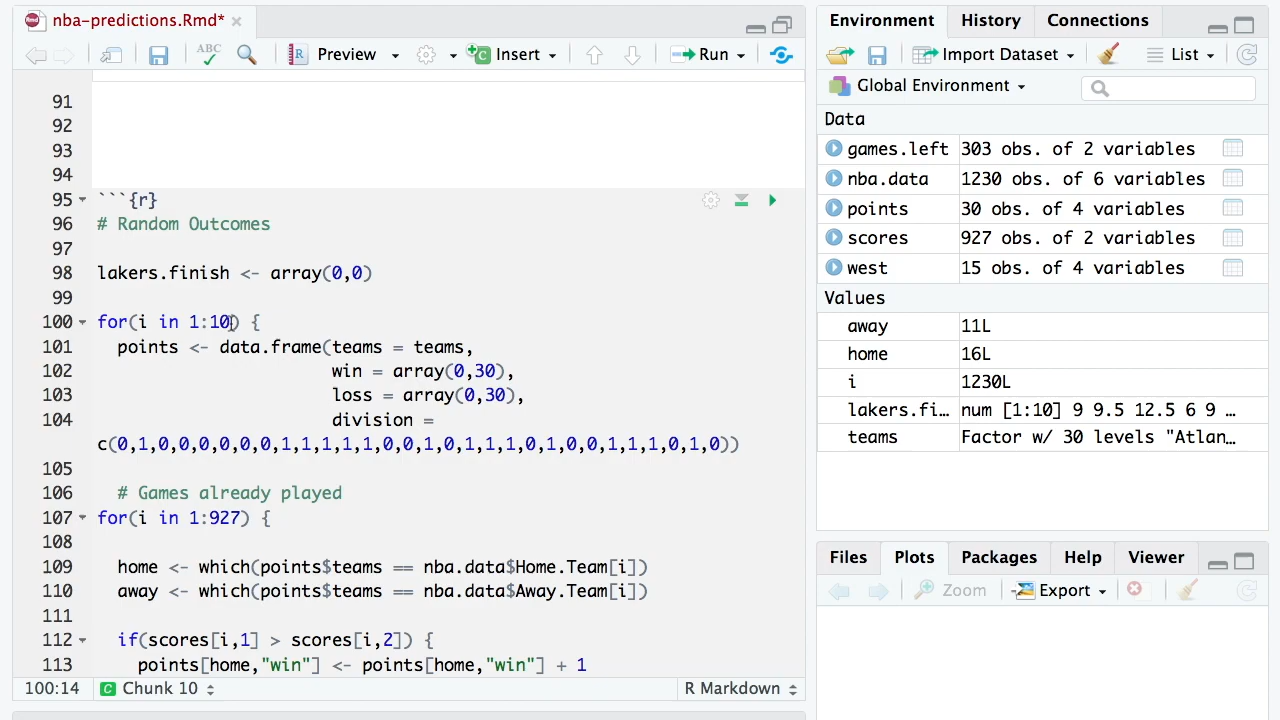 nba-predictions.Rmd*
ABC Preview Insert Run
91
92
93
94
95 ```{r}
96 # Random Outcomes
97
98 lakers.finish <- array(0,0)
99
100 for(i in 1:10) {
101 points <- data.frame(teams = teams,
102 win = array(0,30),
103 loss = array(0,30),
104 division =
c(0,1,0,0,0,0,0,0,1,1,1,1,1,0,0,1,0,1,1,1,0,1,0,0,1,1,1,0,1,0))
105
106 # Games already played
107 for(i in 1:927) {
108
109 home <- which(points$teams == nba.data$Home.Team[i])
110 away <- which(points$teams == nba.data$Away.Team[i])
111
112 if(scores[i,1] > scores[i,2]) {
113 points[home,"win"] <- points[home,"win"] + 1
100:14 C Chunk 10 R Markdown
Environment History Connections
Import Dataset List
Global Environment
Data
games.left 303 obs. of 2 variables
nba.data 1230 obs. of 6 variables
points 30 obs. of 4 variables
scores 927 obs. of 2 variables
west 15 obs. of 4 variables
Values
away 11L
home 16L
i 1230L
lakers.fi… num [1:10] 9 9.5 12.5 6 9 …
teams Factor w/ 30 levels "Atlan…
Files Plots Packages Help Viewer
Zoom Export